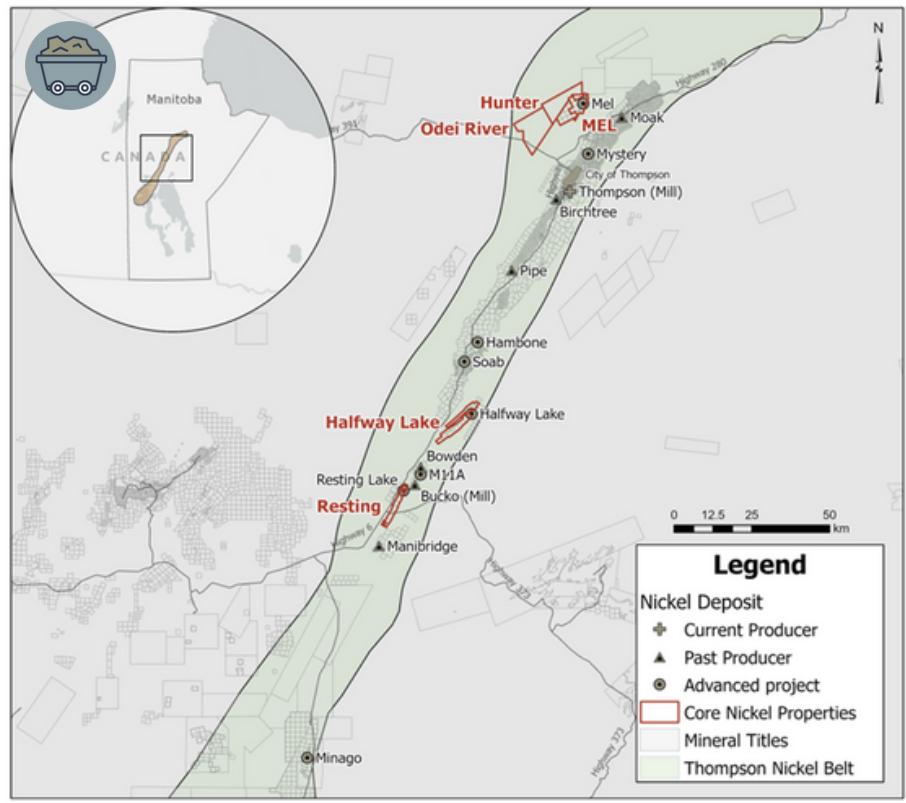 Manitoba
CANADA
N
Highway 280
y 391
Hunter
Mel
Odei River
MEL
Moak
Mystery
City of Thompson
Highway
Thompson (Mill)
Birchtree
Pipe
Hambone
Soab
Halfway Lake
Halfway Lake
Bowden
M11A
Resting Lake
Bucko (Mill)
Resting
Highway 6
Manibridge
Highway 373
Highway 373
Minago
0 12.5 25 50
km
Legend
Nickel Deposit
Current Producer
Past Producer
Advanced project
Core Nickel Properties
Mineral Titles
Thompson Nickel Belt